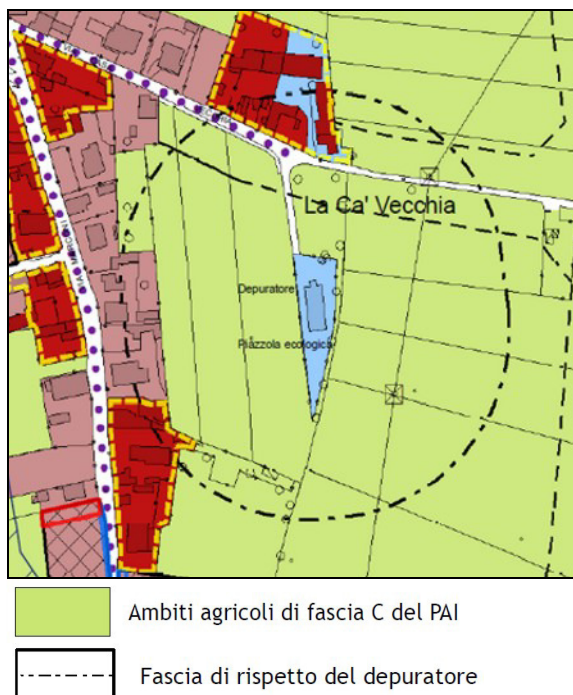 La Ca' Vecchia
Depuratore
Piazzola ecologica
Ambiti agricoli di fascia C del PAI
Fascia di rispetto del depuratore